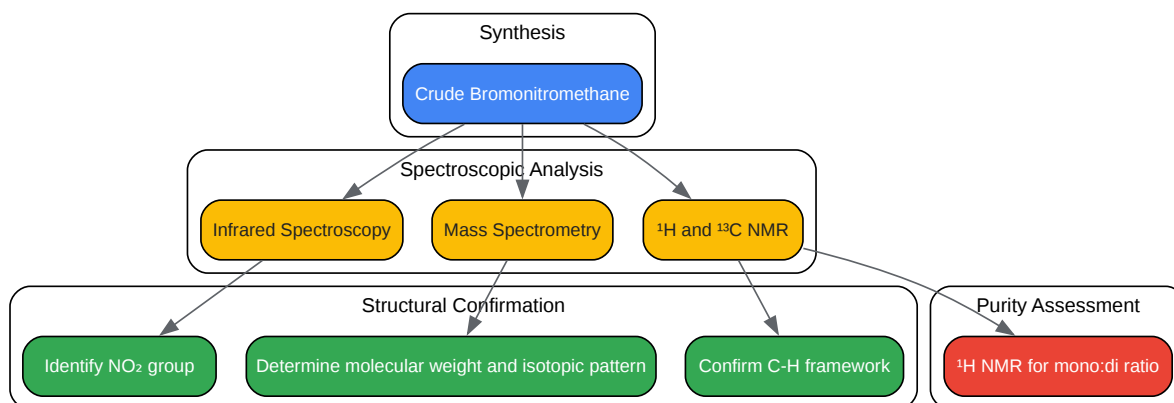 Synthesis
Crude Bromonitromethane
Spectroscopic Analysis
Infrared Spectroscopy
Mass Spectrometry
¹H and ¹³C NMR
Structural Confirmation
Purity Assessment
Identify NO₂ group
Determine molecular weight and isotopic pattern
Confirm C-H framework
¹H NMR for mono:di ratio